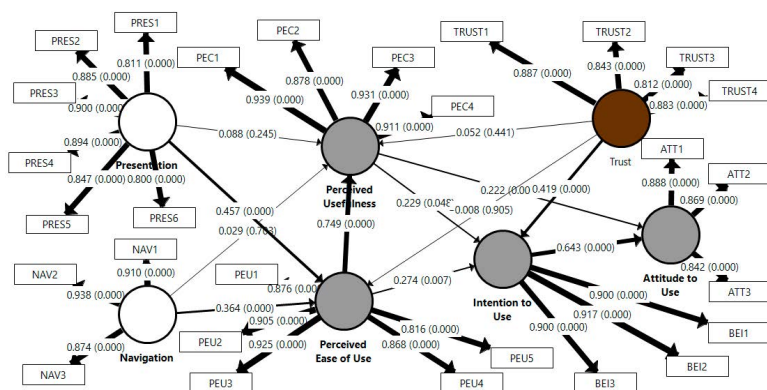 PRES1
PRES2
PEC2
TRUST1
TRUST2
PEC1
PEC3
TRUST3
0.811 (0.000)
0.885 (0.000)
0.878 (0.000)
0.843 (0.000)
0.887 (0.000)
0.812 (0.000)
PRES3
0.939 (0.000)
0.931 (0.000)
PEC4
TRUST4
0.900 (0.000)
0.883 (0.000)
0.911 (0.000)
0.088 (0.245)
0.052 (0.441)
0.894 (0.000)
PRES4
Presentation
Trust
ATT1
0.847 (0.000)
0.800 (0.000)
Perceived
Usefulness
0.888 (0.000)
ATT2
0.222
0.419 (0.000)
0.229
-0.008 (0.905)
0.869 (0.000)
PRES5
PRES6
0.457 (0.000)
0.029
0.749 (0.000)
NAV1
0.910 (0.000)
0.643 (0.000)
NAV2
PEU1
0.876
0.274 (0.007)
0.842 (0.000)
Attitude to
Use
0.938 (0.000)
0.364 (0.000)
Intention to
Use
ATT3
0.900 (0.000)
0.905 (0.000)
0.816 (0.000)
0.917 (0.000)
BEI1
0.874 (0.000)
Navigation
PEU2
0.925 (0.000)
Perceived
Ease of Use
0.868 (0.000)
0.900 (0.000)
PEU5
BEI2
NAV3
PEU3
PEU4
BEI3